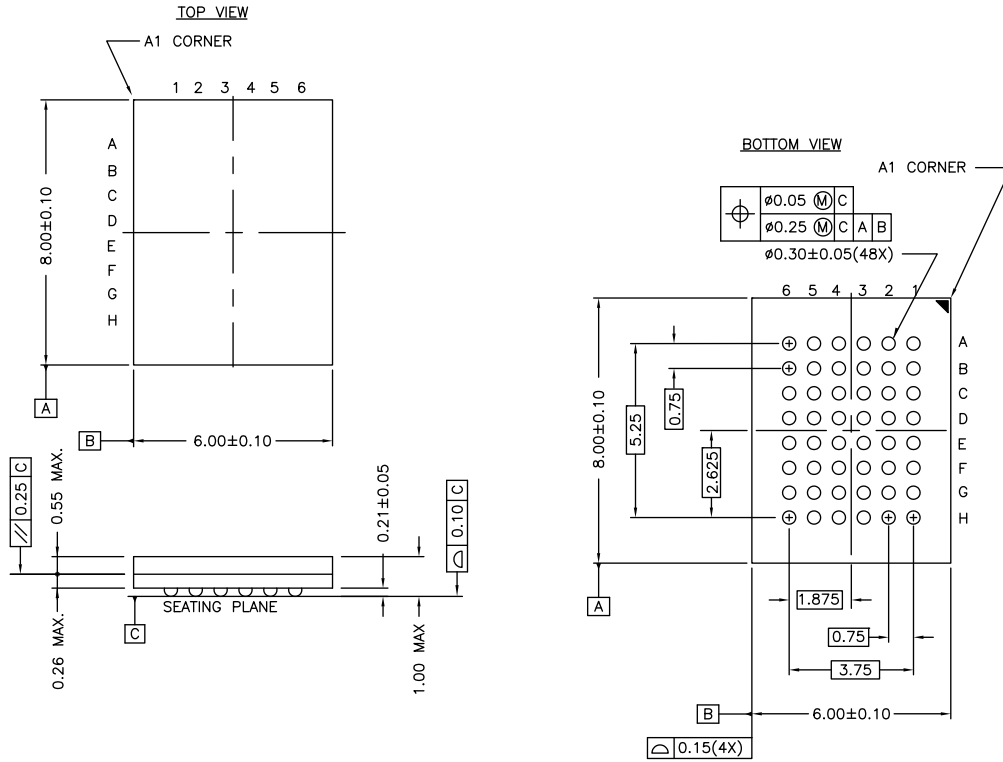 TOP VIEW
A1 CORNER
1 2 3 4 5 6
A
B
C
D
E
F
G
H
8.00±0.10
A
B
6.00±0.10
// 0.25 C
0.55 MAX.
0.21±0.05
⌓ 0.10 C
SEATING PLANE
C
0.26 MAX.
1.00 MAX
BOTTOM VIEW
A1 CORNER
⌖ ⌀0.05 Ⓜ C
⌀0.25 Ⓜ C A B
⌀0.30±0.05(48X)
6 5 4 3 2 1
A
B
C
D
E
F
G
H
8.00±0.10
5.25
0.75
2.625
A
1.875
0.75
3.75
B
6.00±0.10
⌓ 0.15(4X)